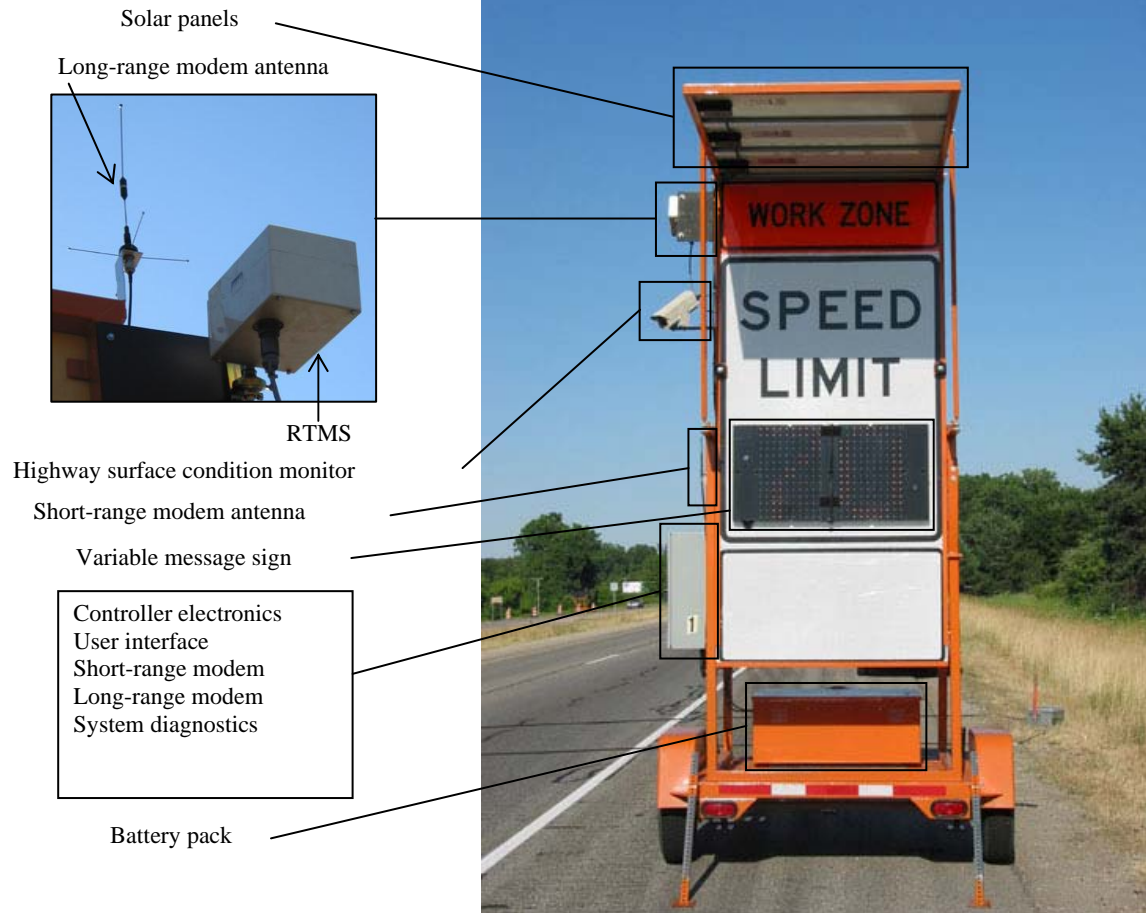 Solar panels
Long-range modem antenna
RTMS
Highway surface condition monitor
Short-range modem antenna
Variable message sign
Controller electronics
User interface
Short-range modem
Long-range modem
System diagnostics
Battery pack
WORK ZONE
SPEED
LIMIT
1